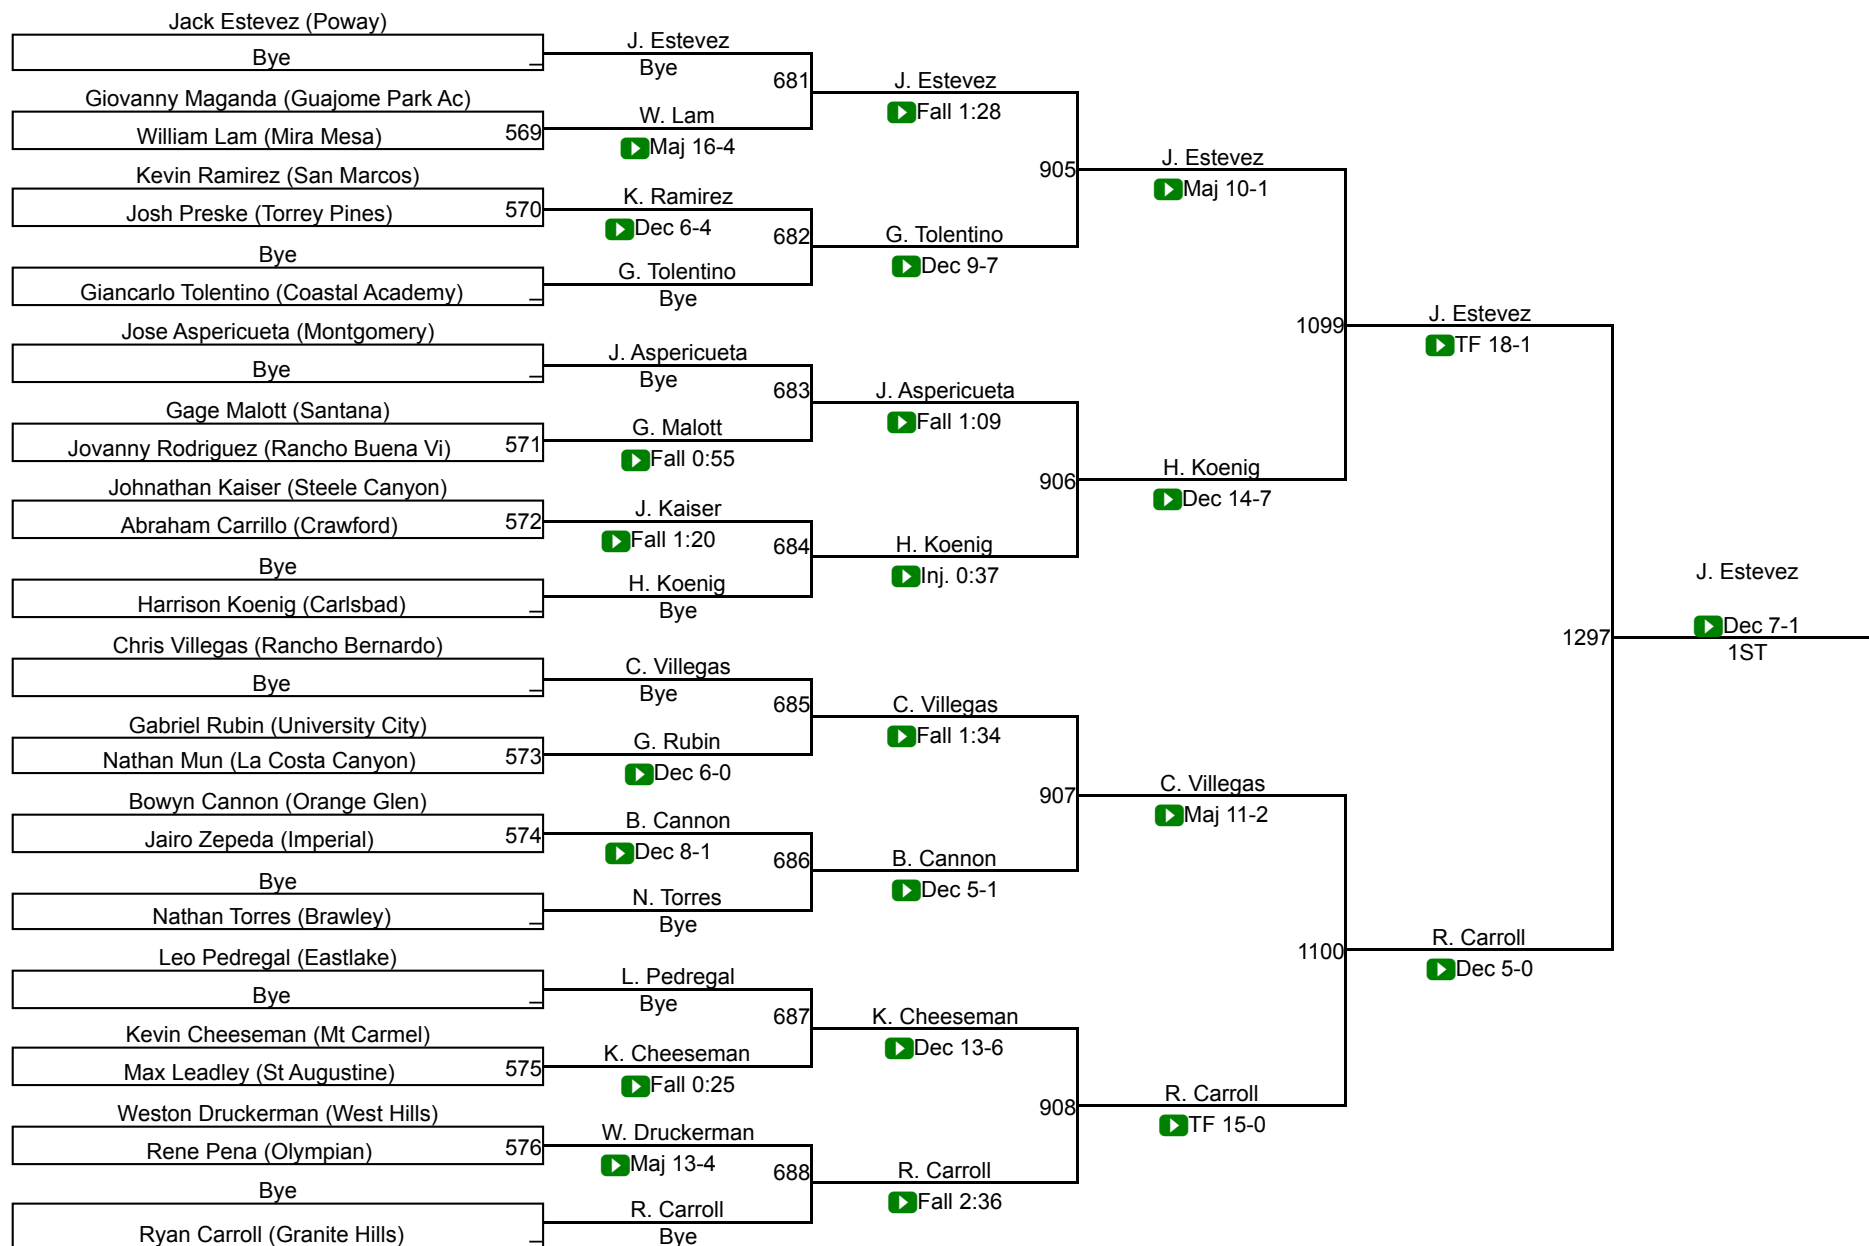 Jack Estevez (Poway)
Bye
Giovanny Maganda (Guajome Park Ac)
William Lam (Mira Mesa)
569
Kevin Ramirez (San Marcos)
Josh Preske (Torrey Pines)
570
Bye
Giancarlo Tolentino (Coastal Academy)
Jose Aspericueta (Montgomery)
Bye
Gage Malott (Santana)
Jovanny Rodriguez (Rancho Buena Vi)
571
Johnathan Kaiser (Steele Canyon)
Abraham Carrillo (Crawford)
572
Bye
Harrison Koenig (Carlsbad)
Chris Villegas (Rancho Bernardo)
Bye
Gabriel Rubin (University City)
Nathan Mun (La Costa Canyon)
573
Bowyn Cannon (Orange Glen)
Jairo Zepeda (Imperial)
574
Bye
Nathan Torres (Brawley)
Leo Pedregal (Eastlake)
Bye
Kevin Cheeseman (Mt Carmel)
Max Leadley (St Augustine)
575
Weston Druckerman (West Hills)
Rene Pena (Olympian)
576
Bye
Ryan Carroll (Granite Hills)
J. Estevez
Bye
681
W. Lam
Maj 16-4
K. Ramirez
Dec 6-4
682
G. Tolentino
Bye
J. Aspericueta
Bye
683
G. Malott
Fall 0:55
J. Kaiser
Fall 1:20
684
H. Koenig
Bye
C. Villegas
Bye
685
G. Rubin
Dec 6-0
B. Cannon
Dec 8-1
686
N. Torres
Bye
L. Pedregal
Bye
687
K. Cheeseman
Fall 0:25
W. Druckerman
Maj 13-4
688
R. Carroll
Bye
J. Estevez
Fall 1:28
905
G. Tolentino
Dec 9-7
J. Aspericueta
Fall 1:09
906
H. Koenig
Inj. 0:37
C. Villegas
Fall 1:34
907
B. Cannon
Dec 5-1
K. Cheeseman
Dec 13-6
908
R. Carroll
Fall 2:36
J. Estevez
Maj 10-1
1099
H. Koenig
Dec 14-7
C. Villegas
Maj 11-2
1100
R. Carroll
TF 15-0
J. Estevez
TF 18-1
1297
R. Carroll
Dec 5-0
J. Estevez
Dec 7-1
1ST